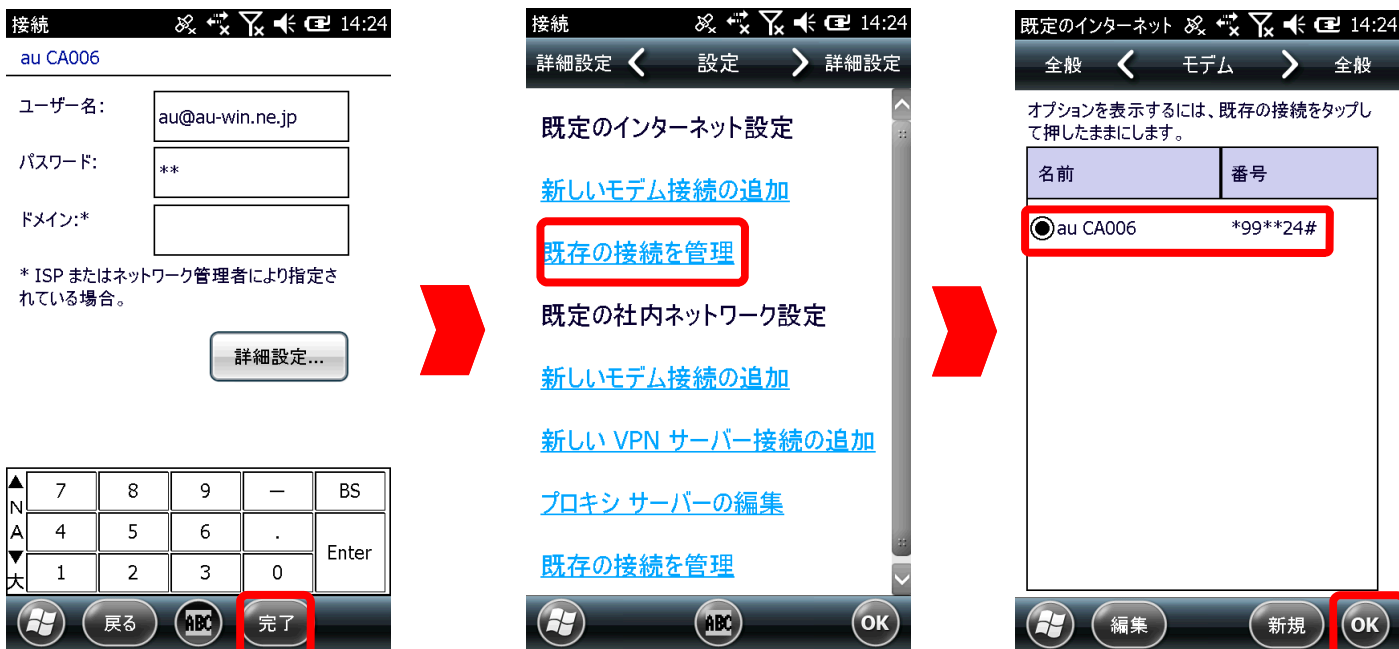 接続 14:24
au CA006
ユーザー名: au@au-win.ne.jp
パスワード: **
ドメイン:*
* ISP またはネットワーク管理者により指定さ
れている場合。
詳細設定...
7 8 9 － BS
N
A 4 5 6 . Enter
大 1 2 3 0
戻る ABC 完了
接続 14:24
詳細設定 設定 詳細設定
既定のインターネット設定
新しいモデム接続の追加
既存の接続を管理
既定の社内ネットワーク設定
新しいモデム接続の追加
新しい VPN サーバー接続の追加
プロキシ サーバーの編集
既存の接続を管理
ABC OK
既定のインターネット 14:24
全般 モデム 全般
オプションを表示するには、既存の接続をタップし
て押したままにします。
名前 番号
au CA006 *99**24#
編集 新規 OK